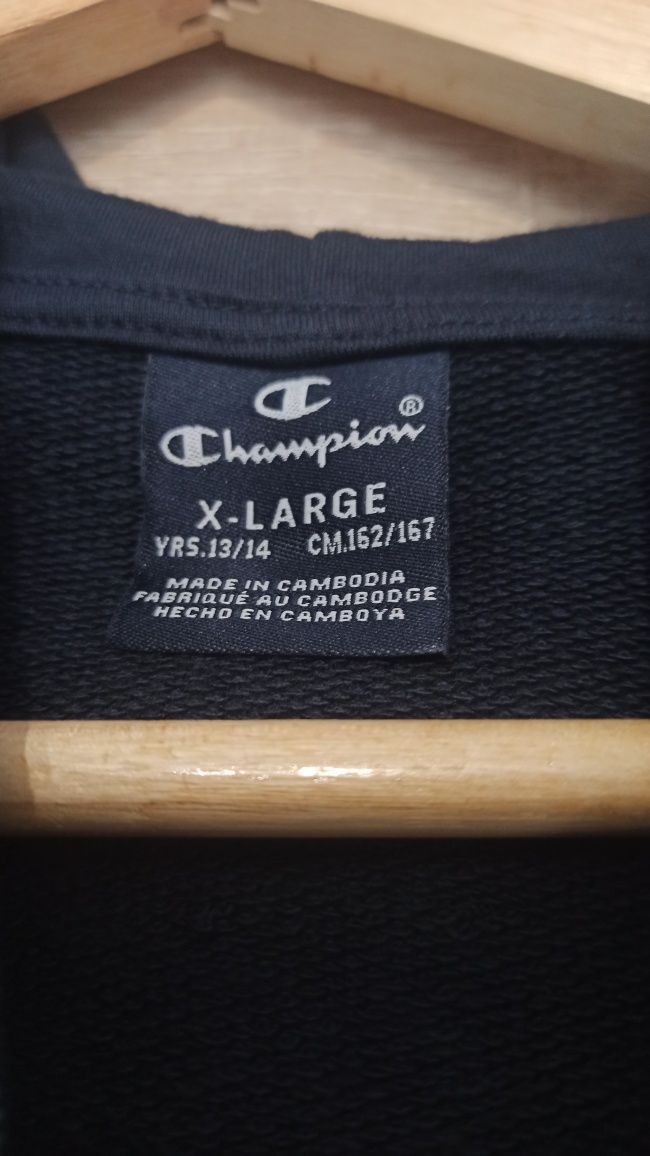 Champion®
X-LARGE
YRS.13/14 CM.162/167
MADE IN CAMBODIA
FABRIQUÉ AU CAMBODGE
HECHO EN CAMBOYA